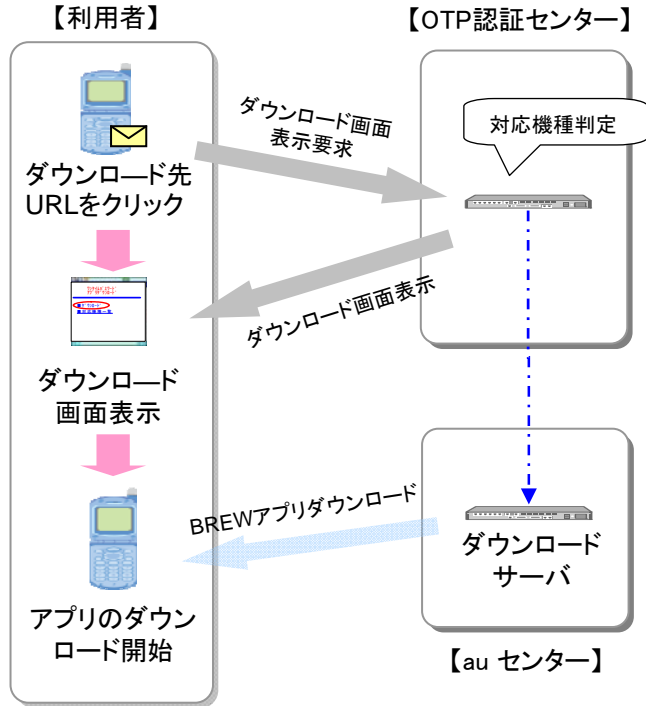 【利用者】
【OTP認証センター】
ダウンロード画面
表示要求
対応機種判定
ダウンロード先
URLをクリック
ダウンロード画面表示
ダウンロード
画面表示
BREWアプリダウンロード
ダウンロード
サーバ
アプリのダウン
ロード開始
【au センター】